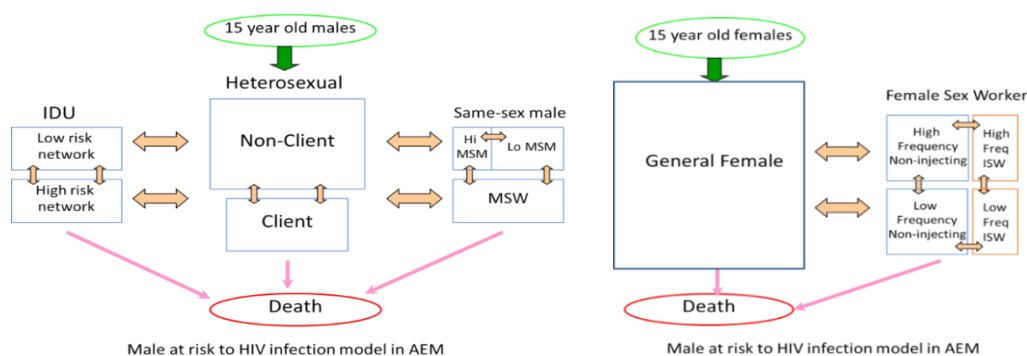 15 year old males
Heterosexual
IDU
Low risk
network
High risk
network
Non-Client
Client
Same-sex male
Hi
MSM
Lo MSM
MSW
Death
Male at risk to HIV infection model in AEM
15 year old females
General Female
Female Sex Worker
High
Frequency
Non-injecting
High
Freq
ISW
Low
Frequency
Non-injecting
Low
Freq
ISW
Death
Male at risk to HIV infection model in AEM